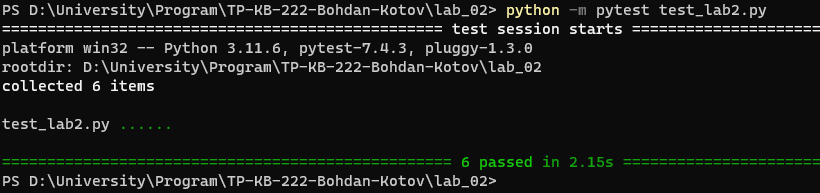 PS D:\University\Program\TP-KB-222-Bohdan-Kotov\lab_02> python -m pytest test_lab2.py
================================================= test session starts =====================
platform win32 -- Python 3.11.6, pytest-7.4.3, pluggy-1.3.0
rootdir: D:\University\Program\TP-KB-222-Bohdan-Kotov\lab_02
collected 6 items
test_lab2.py ......
================================================== 6 passed in 2.15s ======================
PS D:\University\Program\TP-KB-222-Bohdan-Kotov\lab_02>